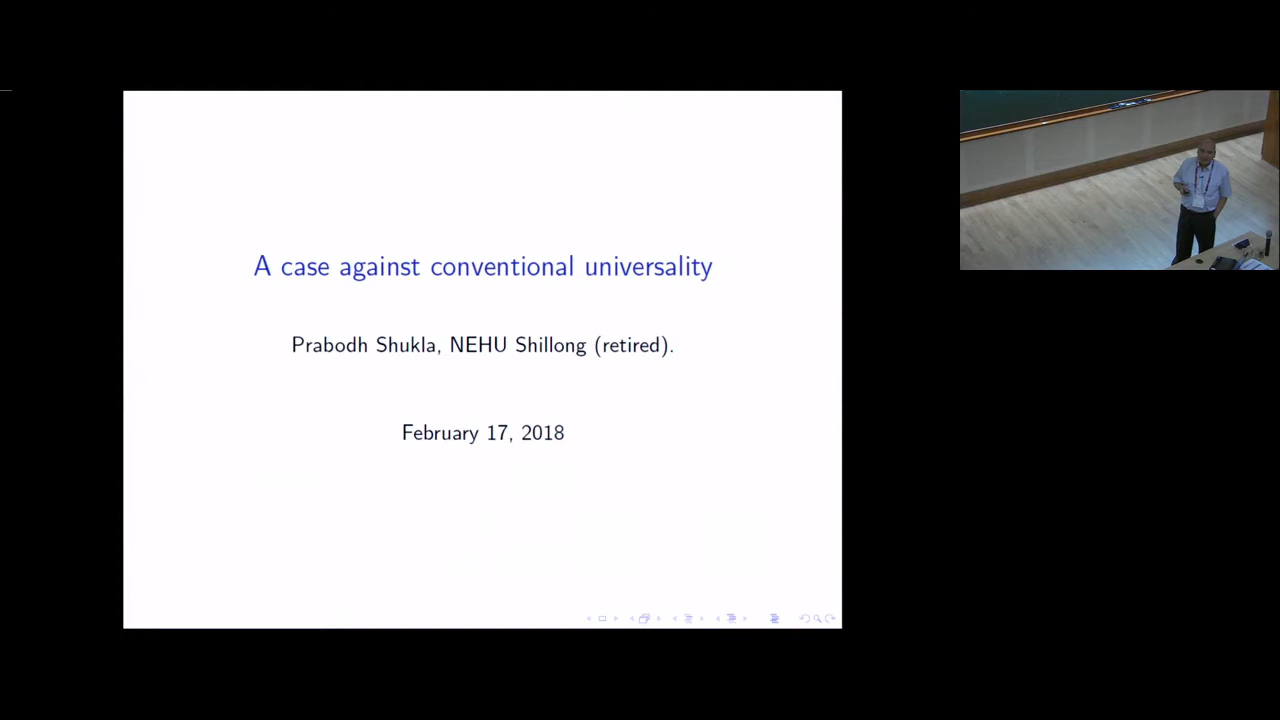 A case against conventional universality
Prabodh Shukla, NEHU Shillong (retired).
February 17, 2018